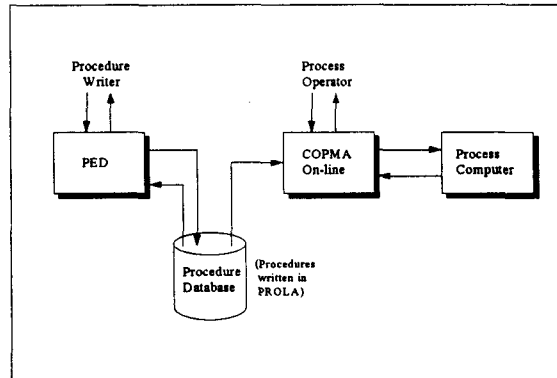 Procedure
Writer
Process
Operator
PED
COPMA
On-line
Process
Computer
Procedure
Database
(Procedures
written in
PROLA)